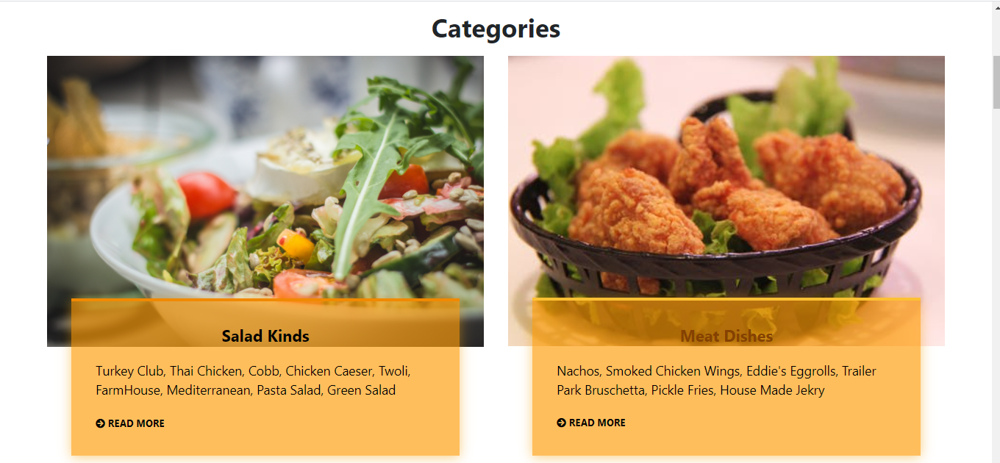 Categories
Salad Kinds
Turkey Club, Thai Chicken, Cobb, Chicken Caeser, Twoli,
FarmHouse, Mediterranean, Pasta Salad, Green Salad
READ MORE
Meat Dishes
Nachos, Smoked Chicken Wings, Eddie's Eggrolls, Trailer
Park Bruschetta, Pickle Fries, House Made Jekry
READ MORE